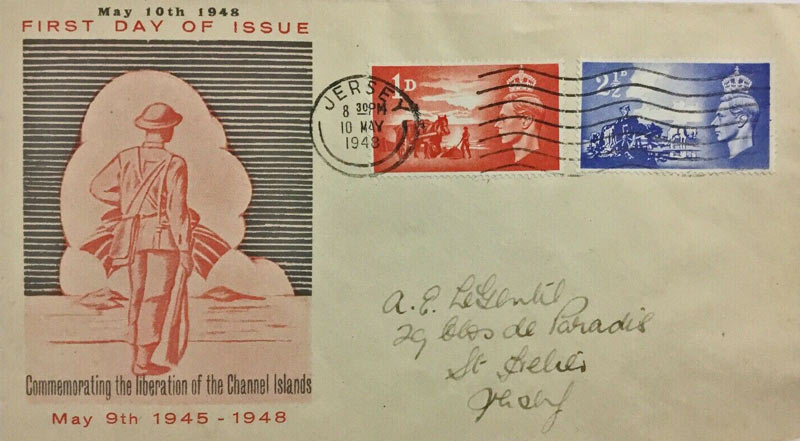 May 10th 1948
FIRST DAY OF ISSUE
JERSEY
8 30PM
10 MAY
1948
1D
2½D
A. E. LeGentil
29 Clos de Paradis
St Helier
Jersey
Commemorating the liberation of the Channel Islands
May 9th 1945 - 1948